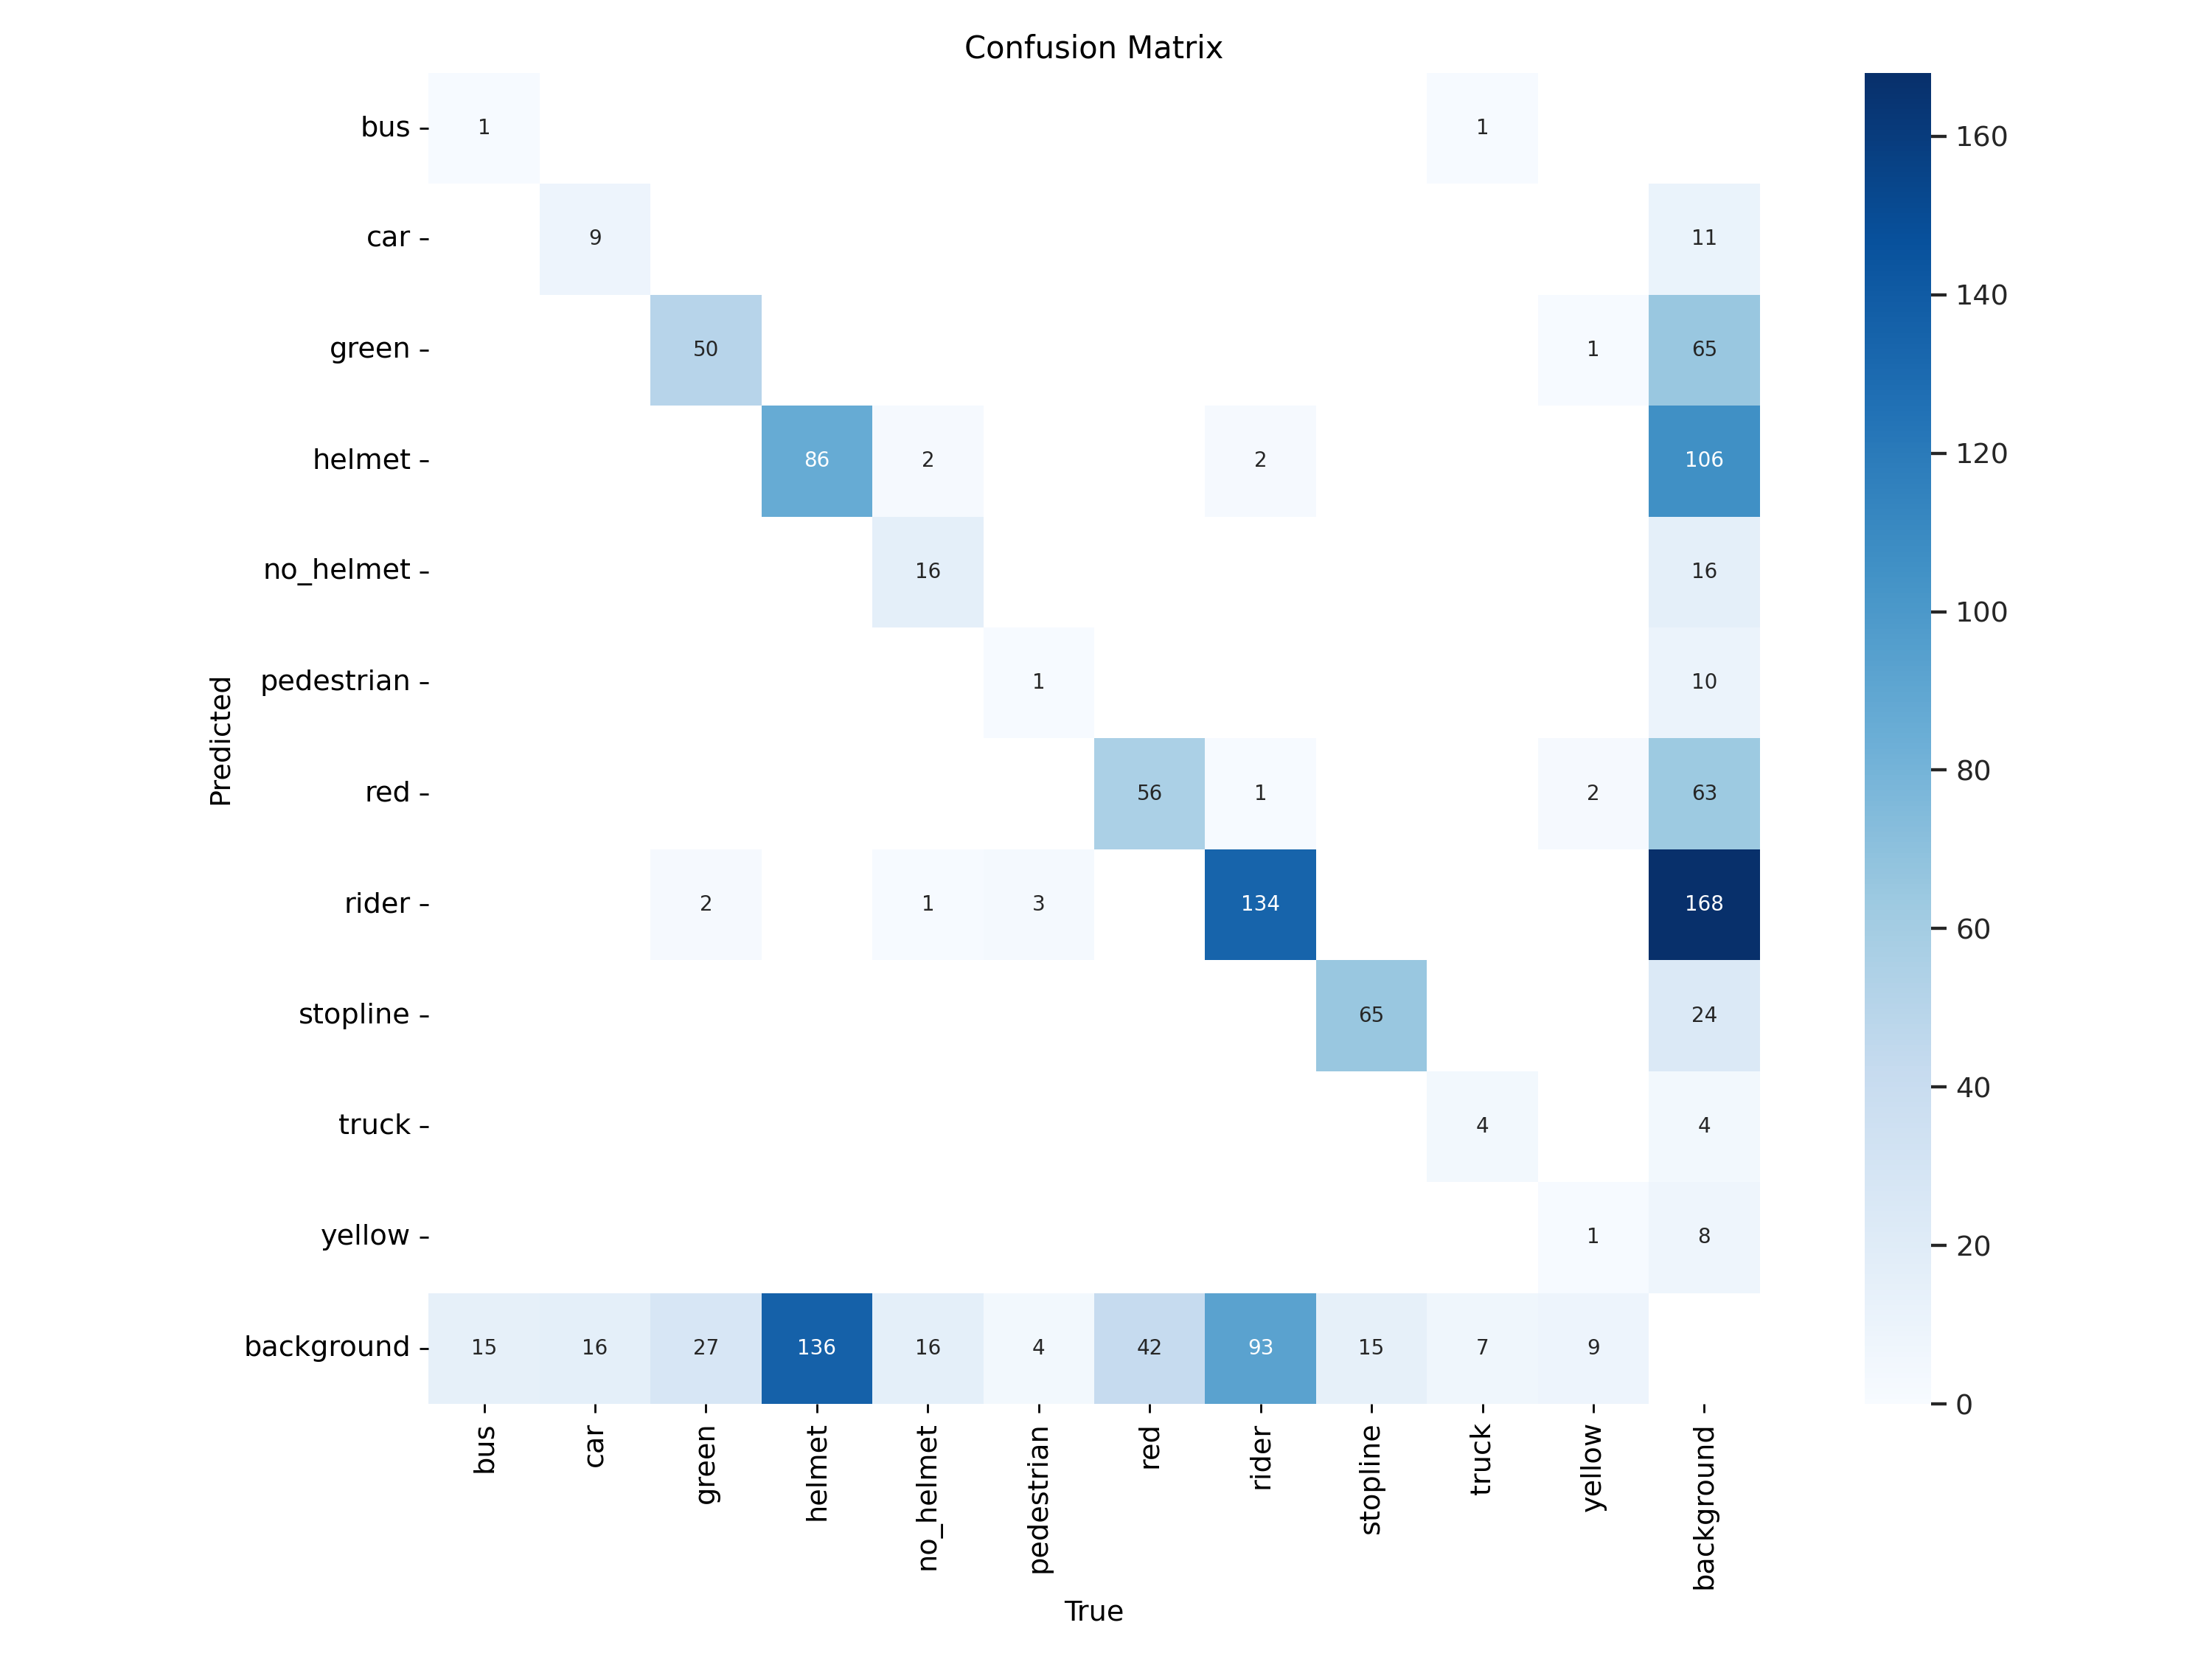 Confusion Matrix
bus
1
1
car
9
11
green
50
1
65
helmet
86
2
2
106
no_helmet
16
16
pedestrian
1
10
red
56
1
2
63
rider
2
1
3
134
168
stopline
65
24
truck
4
4
yellow
1
8
background
15
16
27
136
16
4
42
93
15
7
9
Predicted
bus
car
green
helmet
no_helmet
pedestrian
red
rider
stopline
truck
yellow
background
True
160
140
120
100
80
60
40
20
0